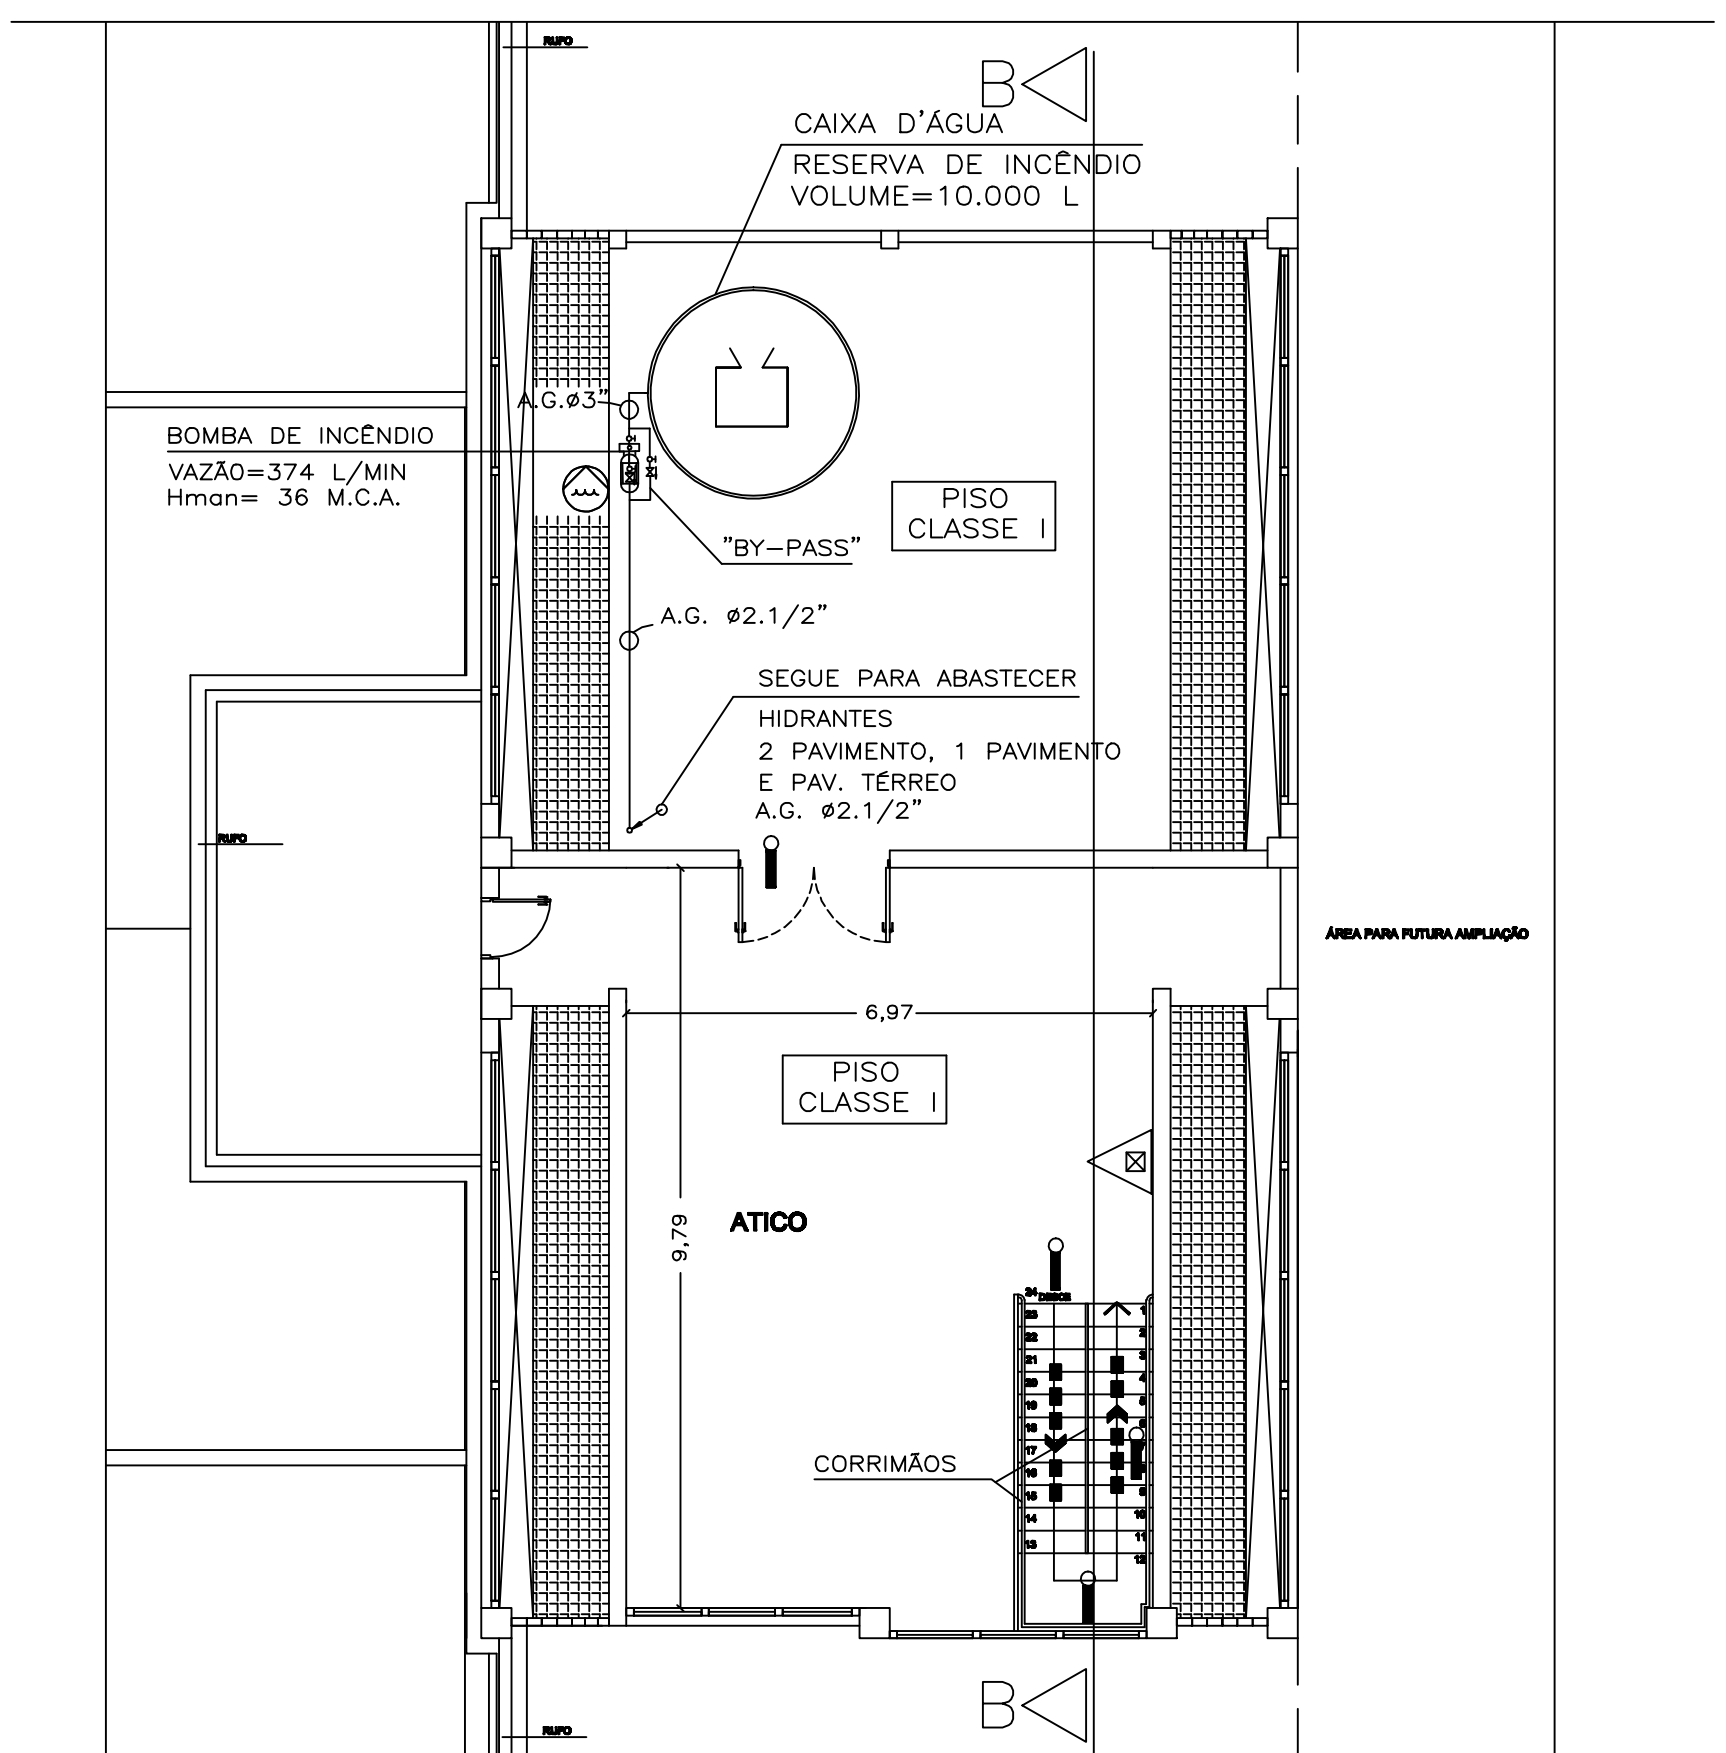 RUFO
B
CAIXA D'ÁGUA
RESERVA DE INCÊNDIO
VOLUME=10.000 L
A.G.ø3"
BOMBA DE INCÊNDIO
VAZÃO=374 L/MIN
Hman= 36 M.C.A.
PISO
CLASSE I
"BY-PASS"
A.G. ø2.1/2"
SEGUE PARA ABASTECER
HIDRANTES
2 PAVIMENTO, 1 PAVIMENTO
E PAV. TÉRREO
A.G. ø2.1/2"
RUFO
ÁREA PARA FUTURA AMPLIAÇÃO
6,97
PISO
CLASSE I
9,79
ATICO
24
DESCE
23
1
22
2
21
3
20
4
19
5
18
6
17
16
15
9
14
10
13
11
12
CORRIMÃOS
B
RUFO